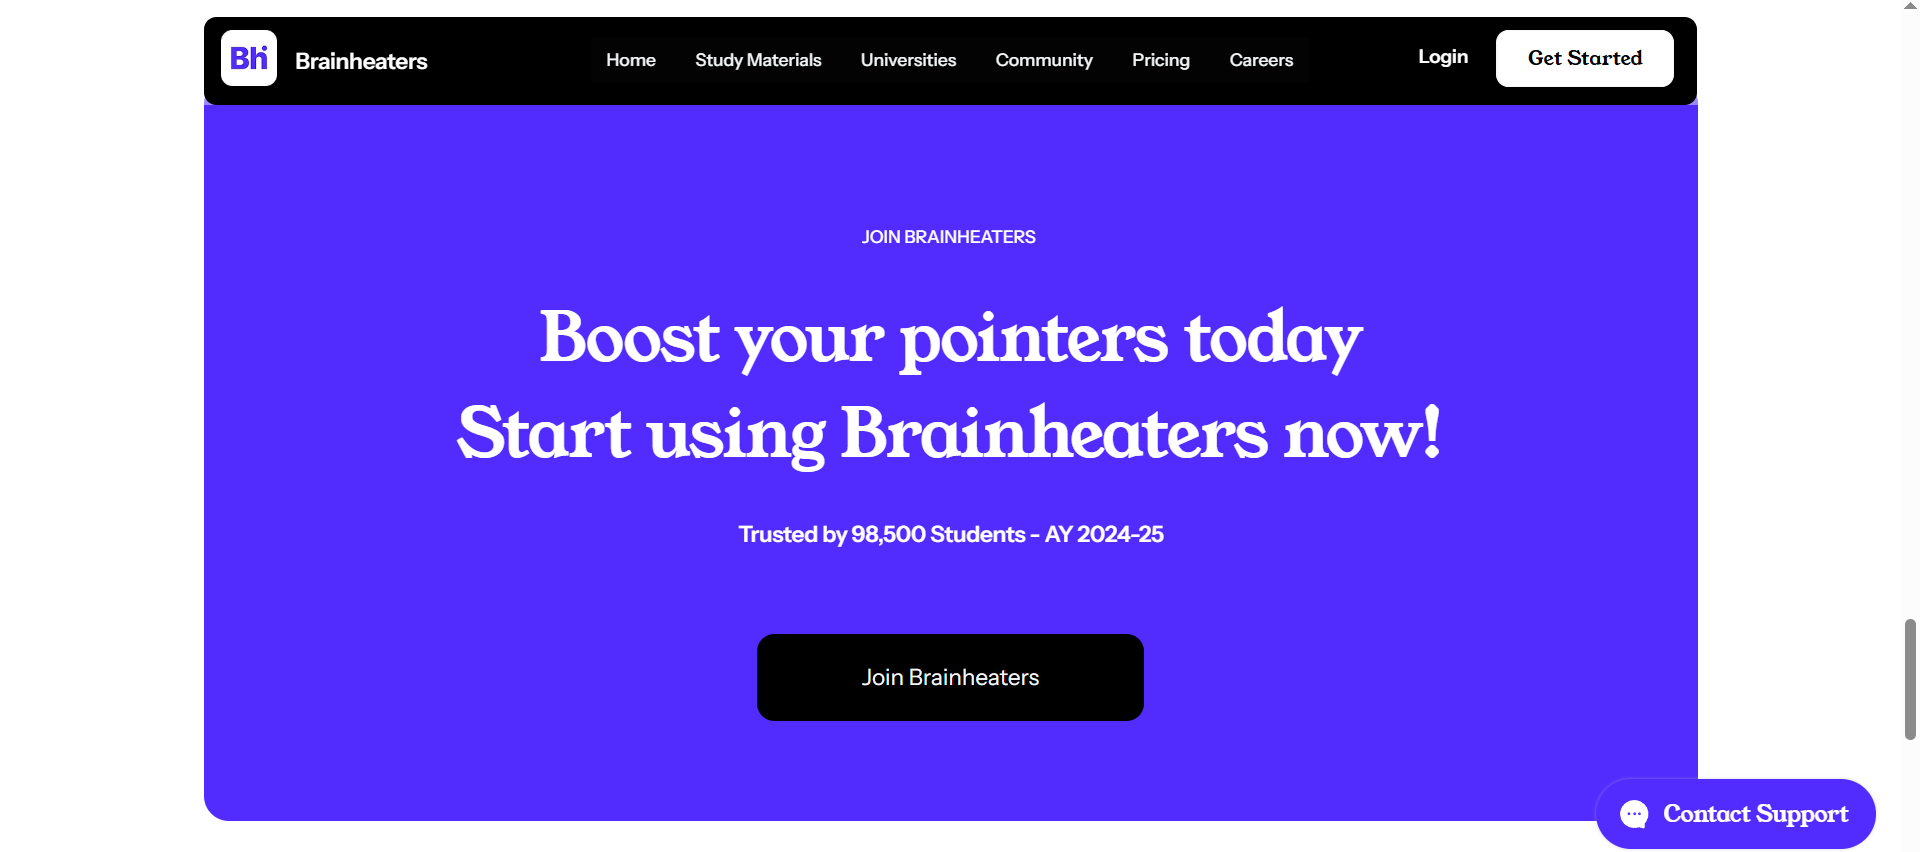 Bh Brainheaters Home Study Materials Universities Community Pricing Careers Login Get Started
JOIN BRAINHEATERS
Boost your pointers today
Start using Brainheaters now!
Trusted by 98,500 Students - AY 2024-25
Join Brainheaters
Contact Support